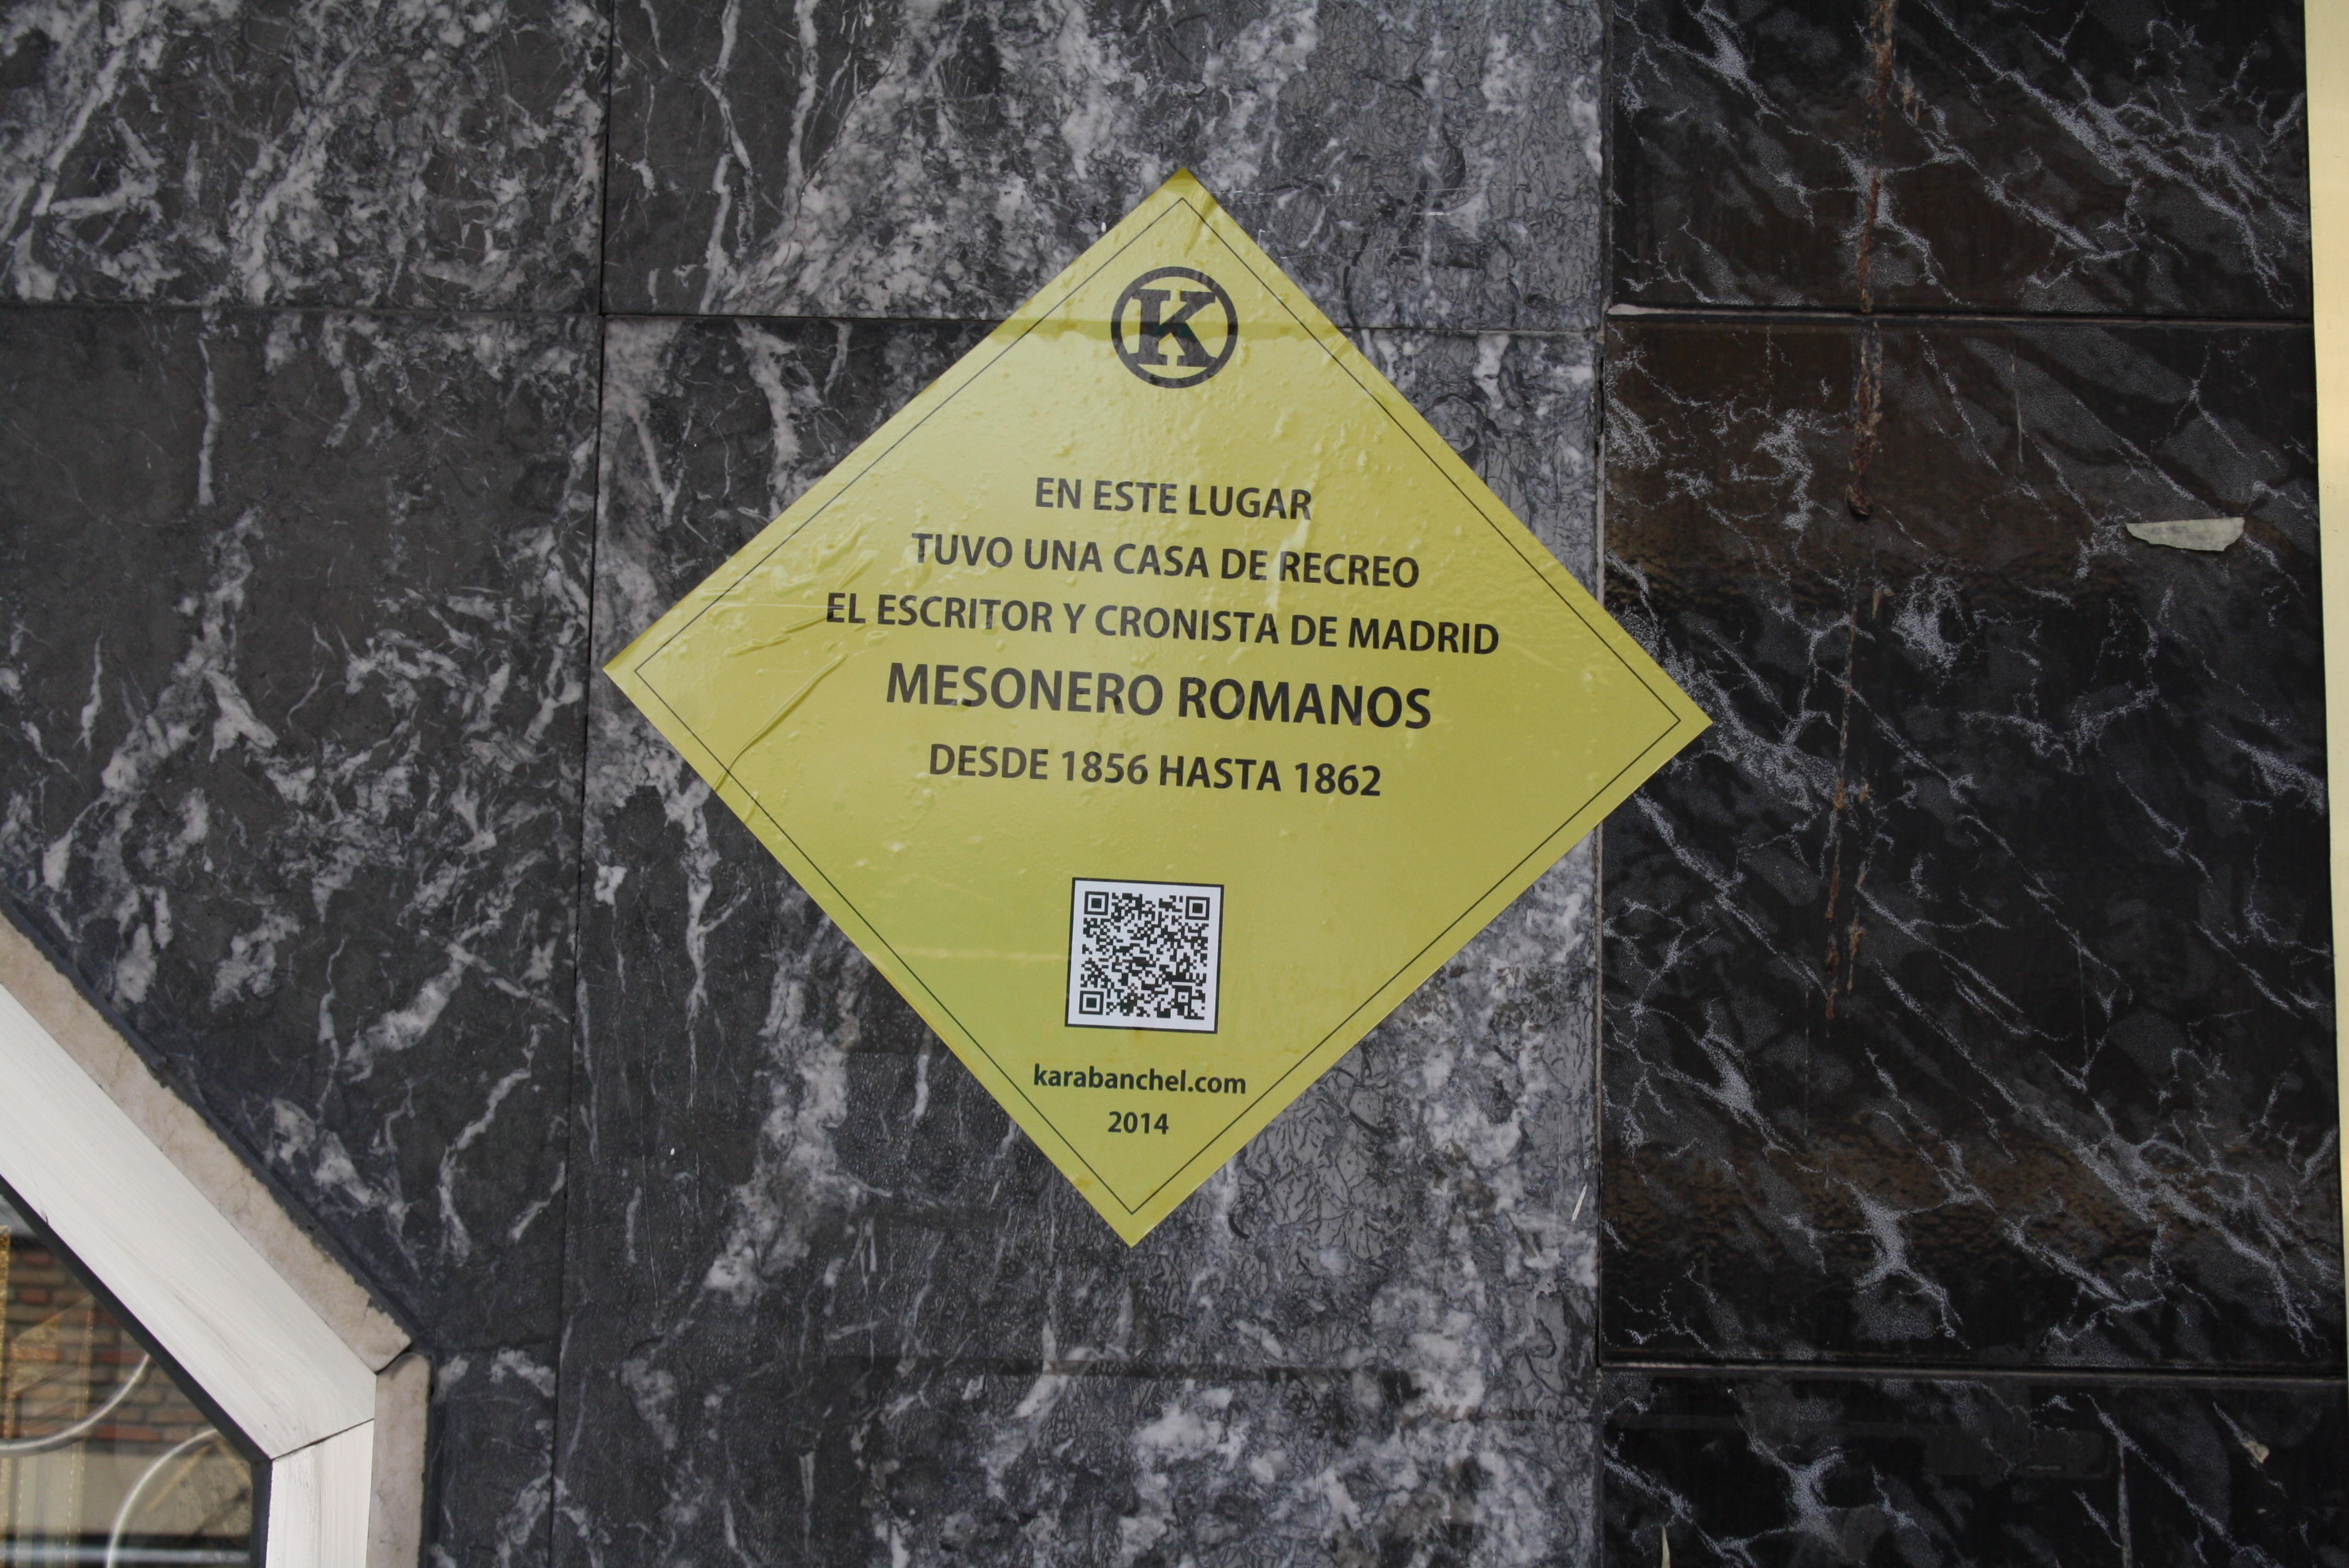 K
EN ESTE LUGAR
TUVO UNA CASA DE RECREO
EL ESCRITOR Y CRONISTA DE MADRID
MESONERO ROMANOS
DESDE 1856 HASTA 1862
karabanchel.com
2014